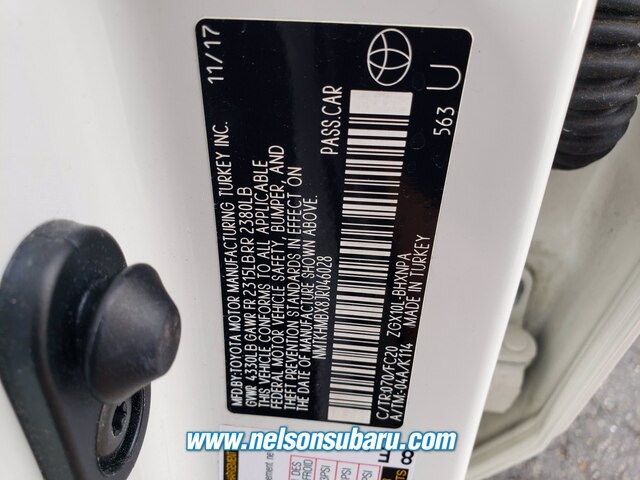 MFD.BY:TOYOTA MOTOR MANUFACTURING TURKEY INC. 11/17
GVWR 4330LB GAWR FR 2315LB RR 2380LB
THIS VEHICLE CONFORMS TO ALL APPLICABLE
FEDERAL MOTOR VEHICLE SAFETY, BUMPER, AND
THEFT PREVENTION STANDARDS IN EFFECT ON
THE DATE OF MANUFACTURE SHOWN ABOVE.
NMTKHMBX8JR046028 PASS.CAR
C/TR:070/FC20 ZGX10L-BHXNPA
A/TM:-04A/K114 MADE IN TURKEY
563 U
www.nelsonsubaru.com